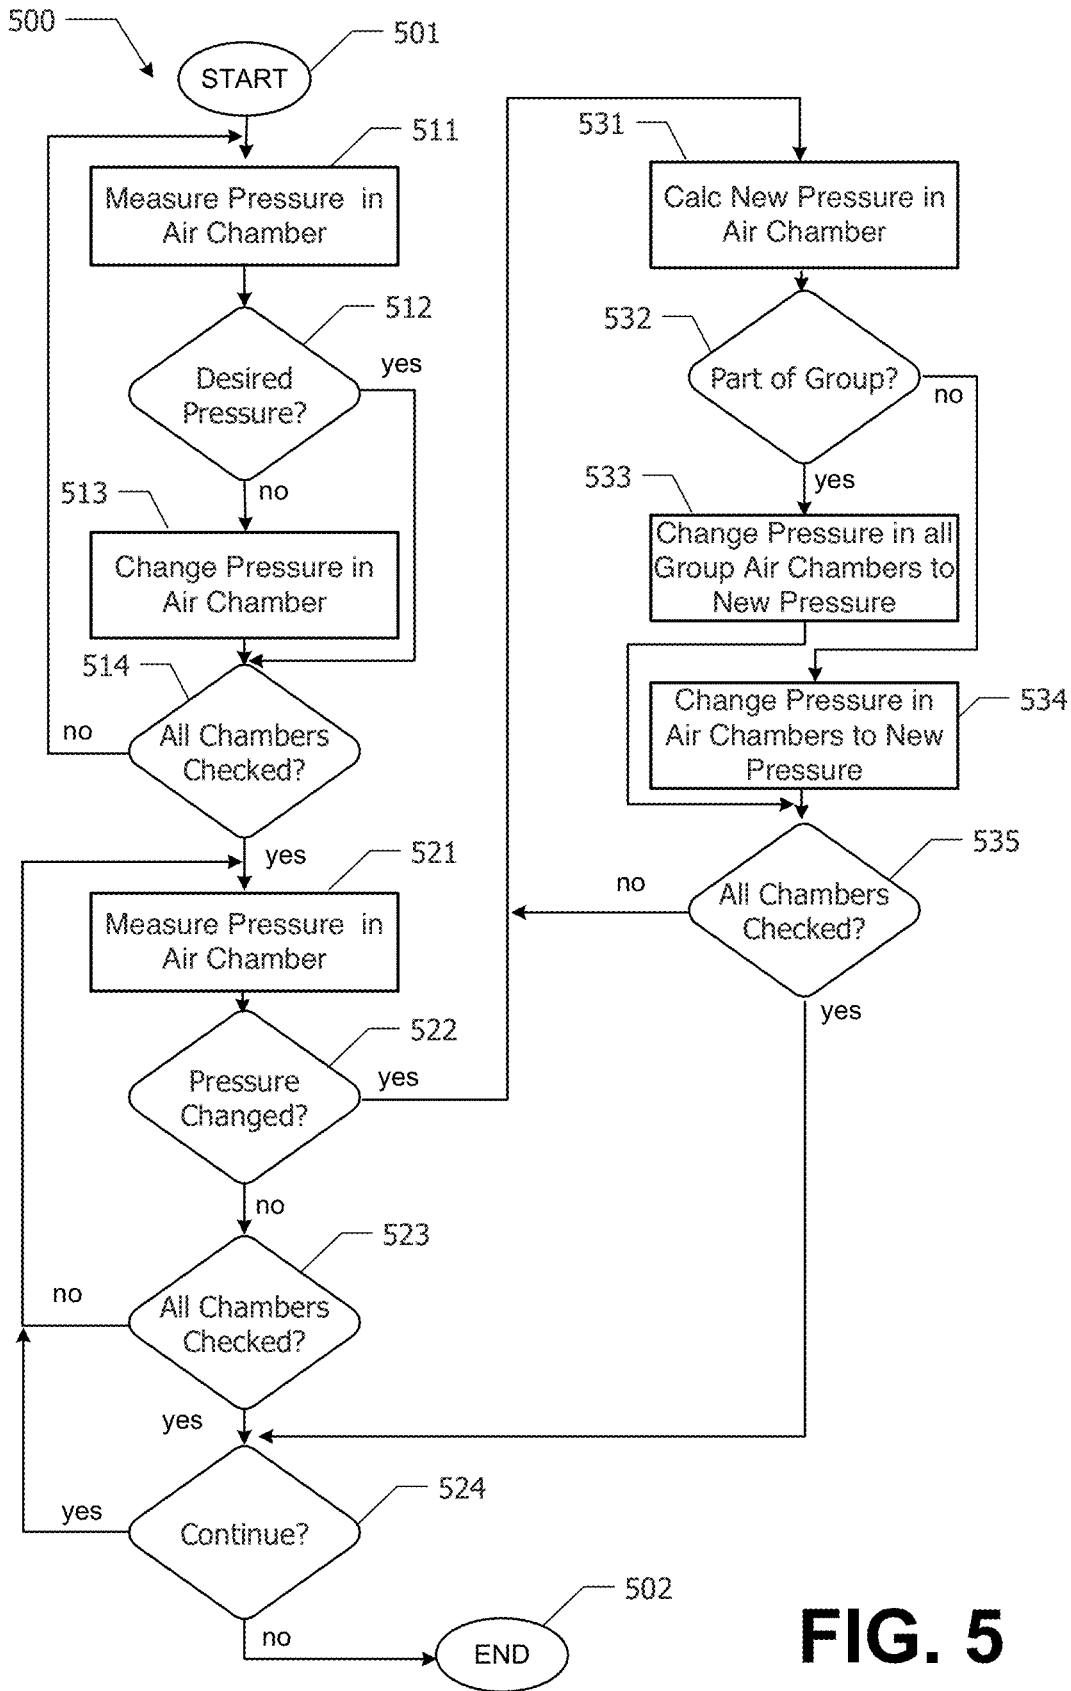 500
501
START
511
Measure Pressure in
Air Chamber
512
yes
Desired
Pressure?
no
513
Change Pressure in
Air Chamber
514
no
All Chambers
Checked?
yes
521
Measure Pressure in
Air Chamber
522
yes
Pressure
Changed?
no
523
no
All Chambers
Checked?
yes
524
yes
Continue?
no
502
END
531
Calc New Pressure in
Air Chamber
532
Part of Group?
no
yes
533
Change Pressure in all
Group Air Chambers to
New Pressure
534
Change Pressure in
Air Chambers to New
Pressure
535
no
All Chambers
Checked?
yes
FIG. 5